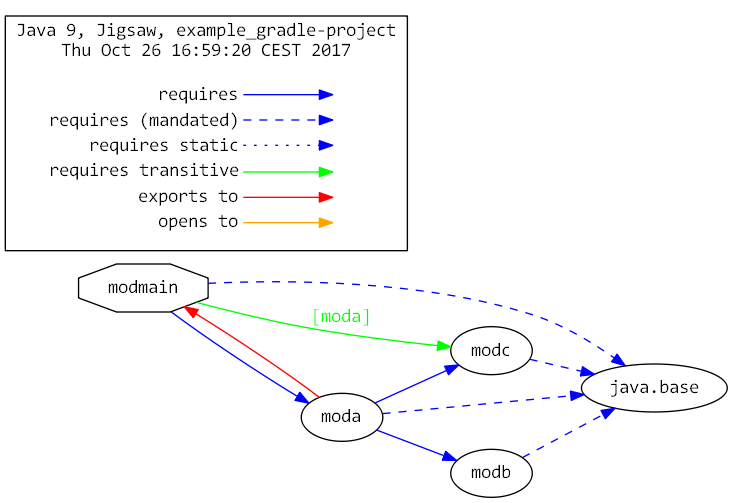 Java 9, Jigsaw, example_gradle-project
Thu Oct 26 16:59:20 CEST 2017
requires
requires (mandated)
requires static
requires transitive
exports to
opens to
modmain
[moda]
modc
java.base
moda
modb